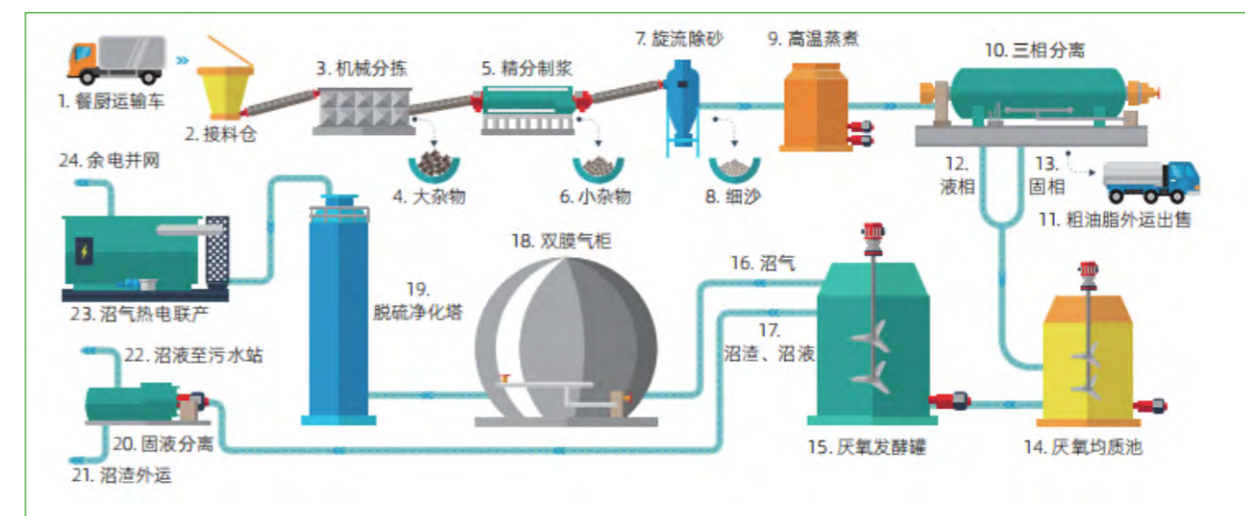 1. 餐厨运输车
2. 接料仓
3. 机械分拣
4. 大杂物
5. 精分制浆
6. 小杂物
7. 旋流除砂
8. 细沙
9. 高温蒸煮
10. 三相分离
11. 粗油脂外运出售
12.
液相
13.
固相
14. 厌氧均质池
15. 厌氧发酵罐
16. 沼气
17.
沼渣、沼液
18. 双膜气柜
19.
脱硫净化塔
20. 固液分离
21. 沼渣外运
22. 沼液至污水站
23. 沼气热电联产
24. 余电并网